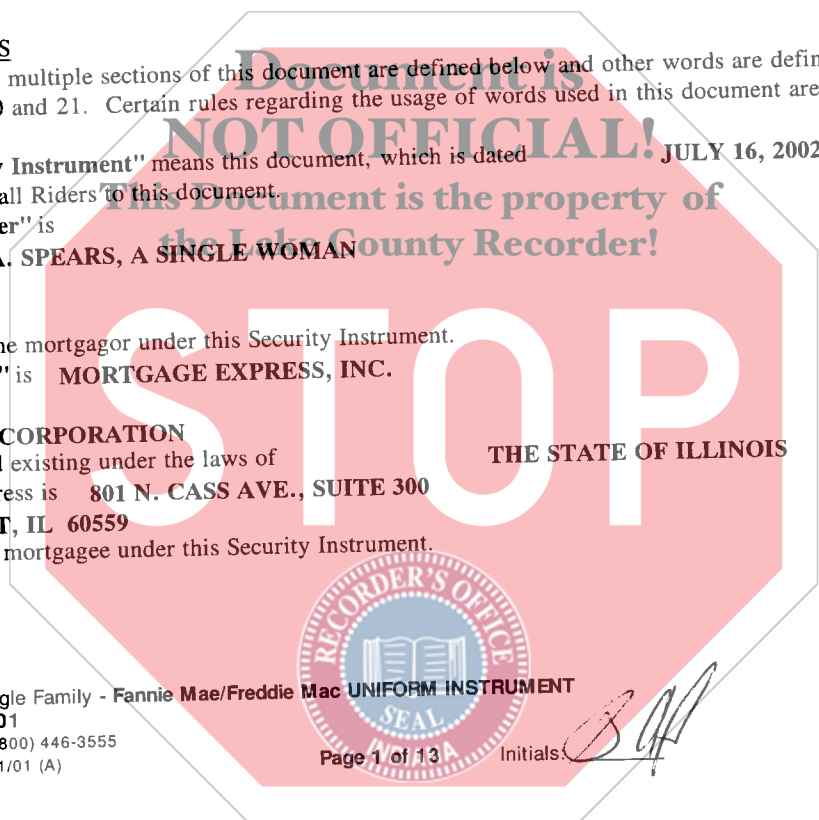 S
multiple sections of this document are defined below and other words are defin
and 21. Certain rules regarding the usage of words used in this document are
Document is
NOT OFFICIAL!
y Instrument" means this document, which is dated JULY 16, 2002
all Riders to this document.
This Document is the property of
er" is
the Lake County Recorder!
A. SPEARS, A SINGLE WOMAN
STOP
he mortgagor under this Security Instrument.
" is MORTGAGE EXPRESS, INC.
CORPORATION
d existing under the laws of THE STATE OF ILLINOIS
ress is 801 N. CASS AVE., SUITE 300
T, IL 60559
mortgagee under this Security Instrument.
RECORDER'S OFFICE
SEAL
INDIANA
gle Family - Fannie Mae/Freddie Mac UNIFORM INSTRUMENT
01
800) 446-3555
1/01 (A)
Page 1 of 13
Initials: